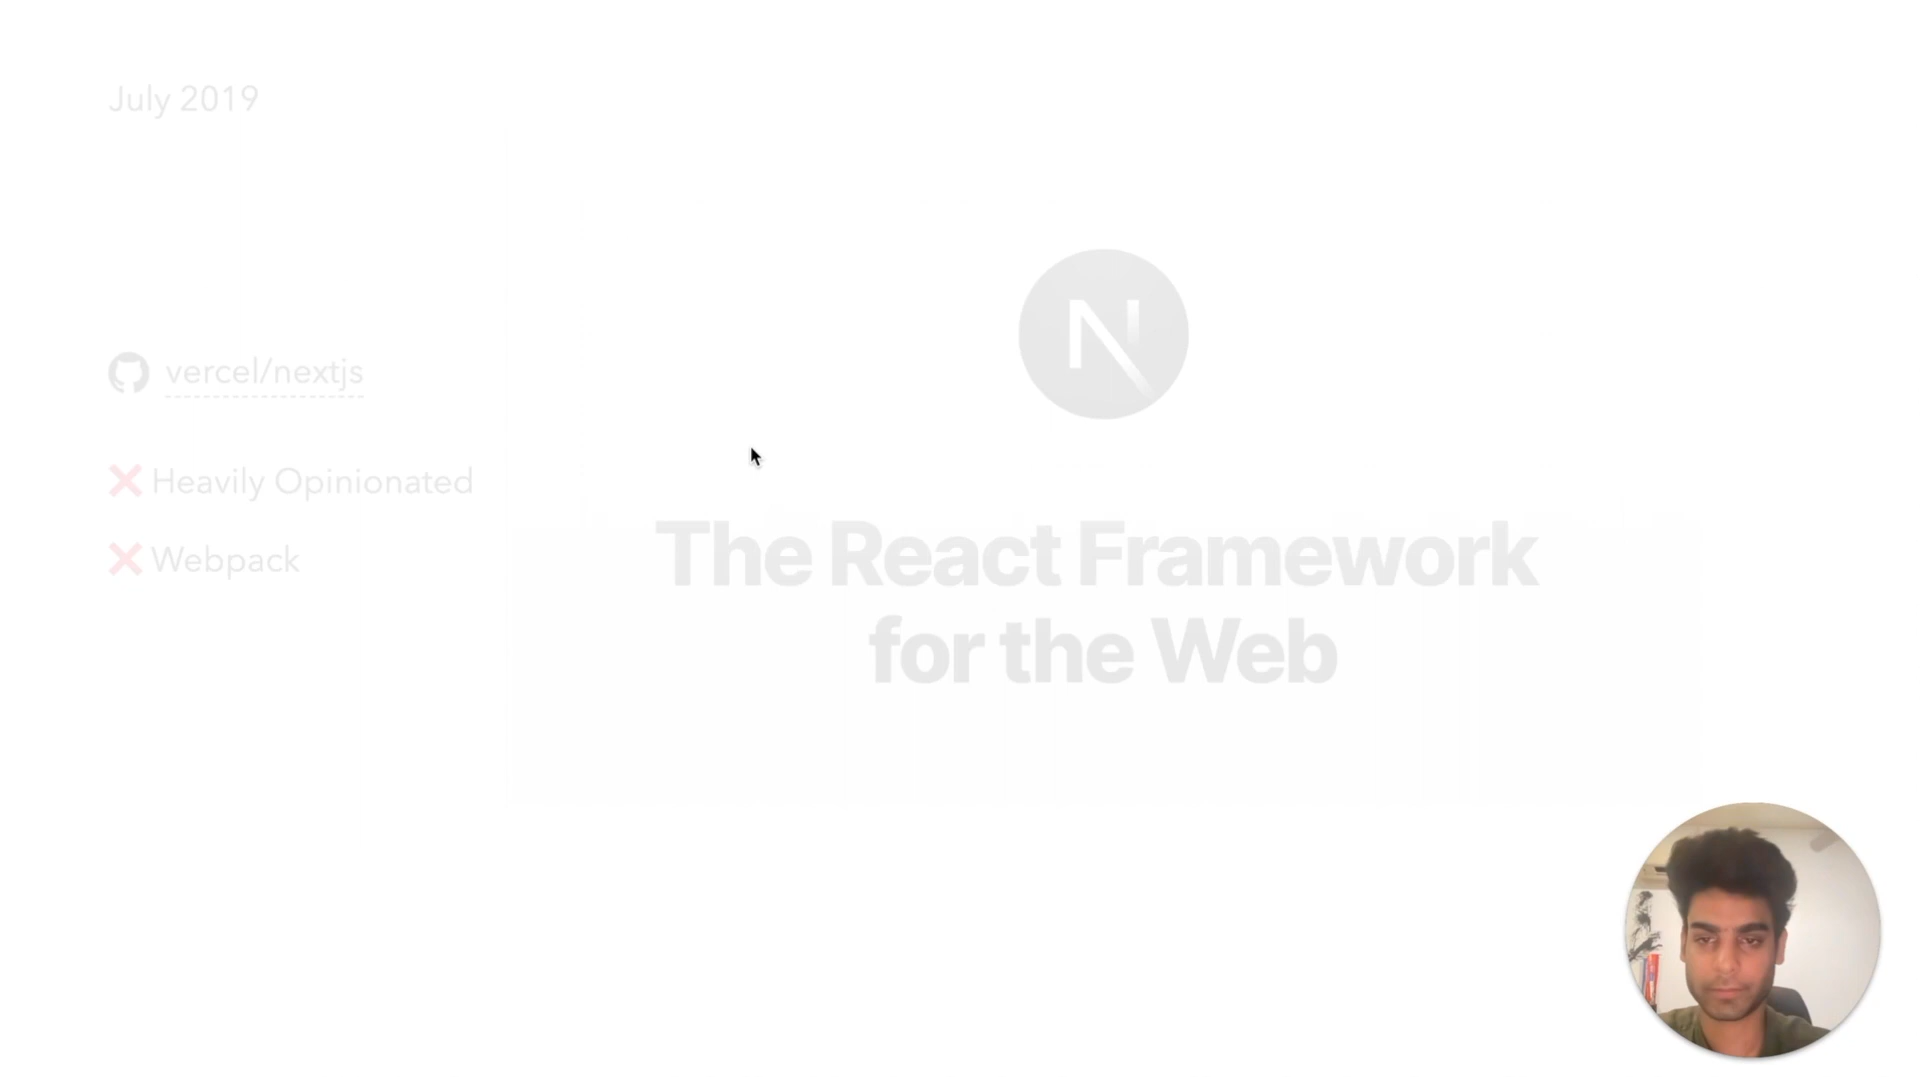 July 2019
vercel/nextjs
❌ Heavily Opinionated
❌ Webpack
N
The React Framework
for the Web